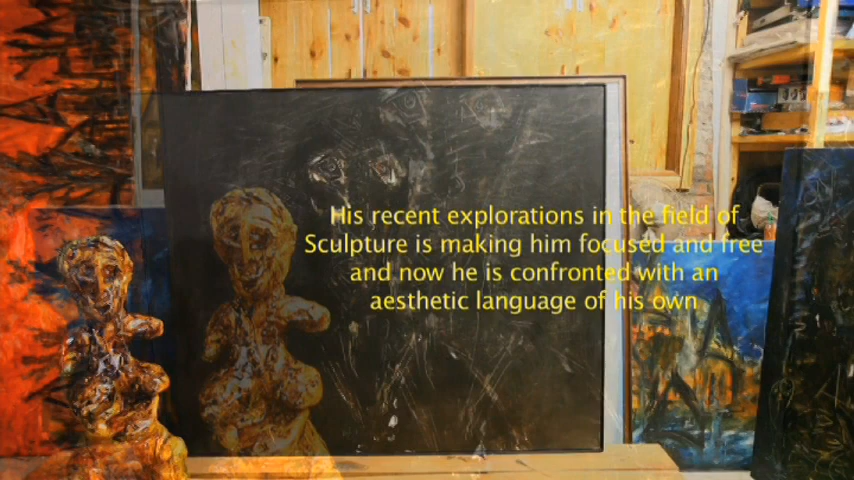 His recent explorations in the field of
Sculpture is making him focused and free
and now he is confronted with an
aesthetic language of his own